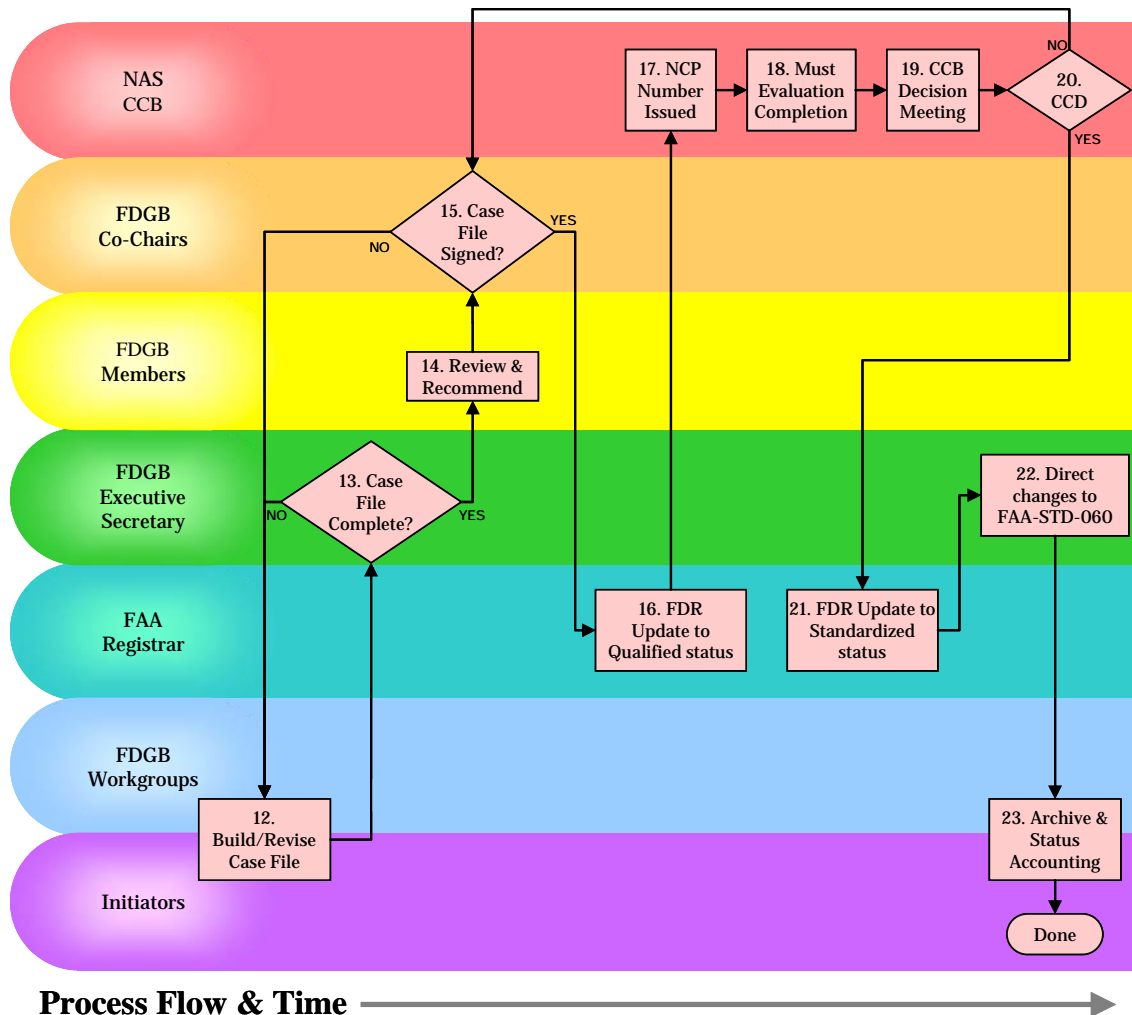 NO
NAS
CCB
17. NCP
Number
Issued
18. Must
Evaluation
Completion
19. CCB
Decision
Meeting
20.
CCD
YES
FDGB
Co-Chairs
15. Case
File
Signed?
YES
NO
FDGB
Members
14. Review &
Recommend
FDGB
Executive
Secretary
13. Case
File
Complete?
NO
YES
22. Direct
changes to
FAA-STD-060
FAA
Registrar
16. FDR
Update to
Qualified status
21. FDR Update to
Standardized
status
FDGB
Workgroups
12.
Build/Revise
Case File
23. Archive &
Status
Accounting
Initiators
Done
Process Flow & Time